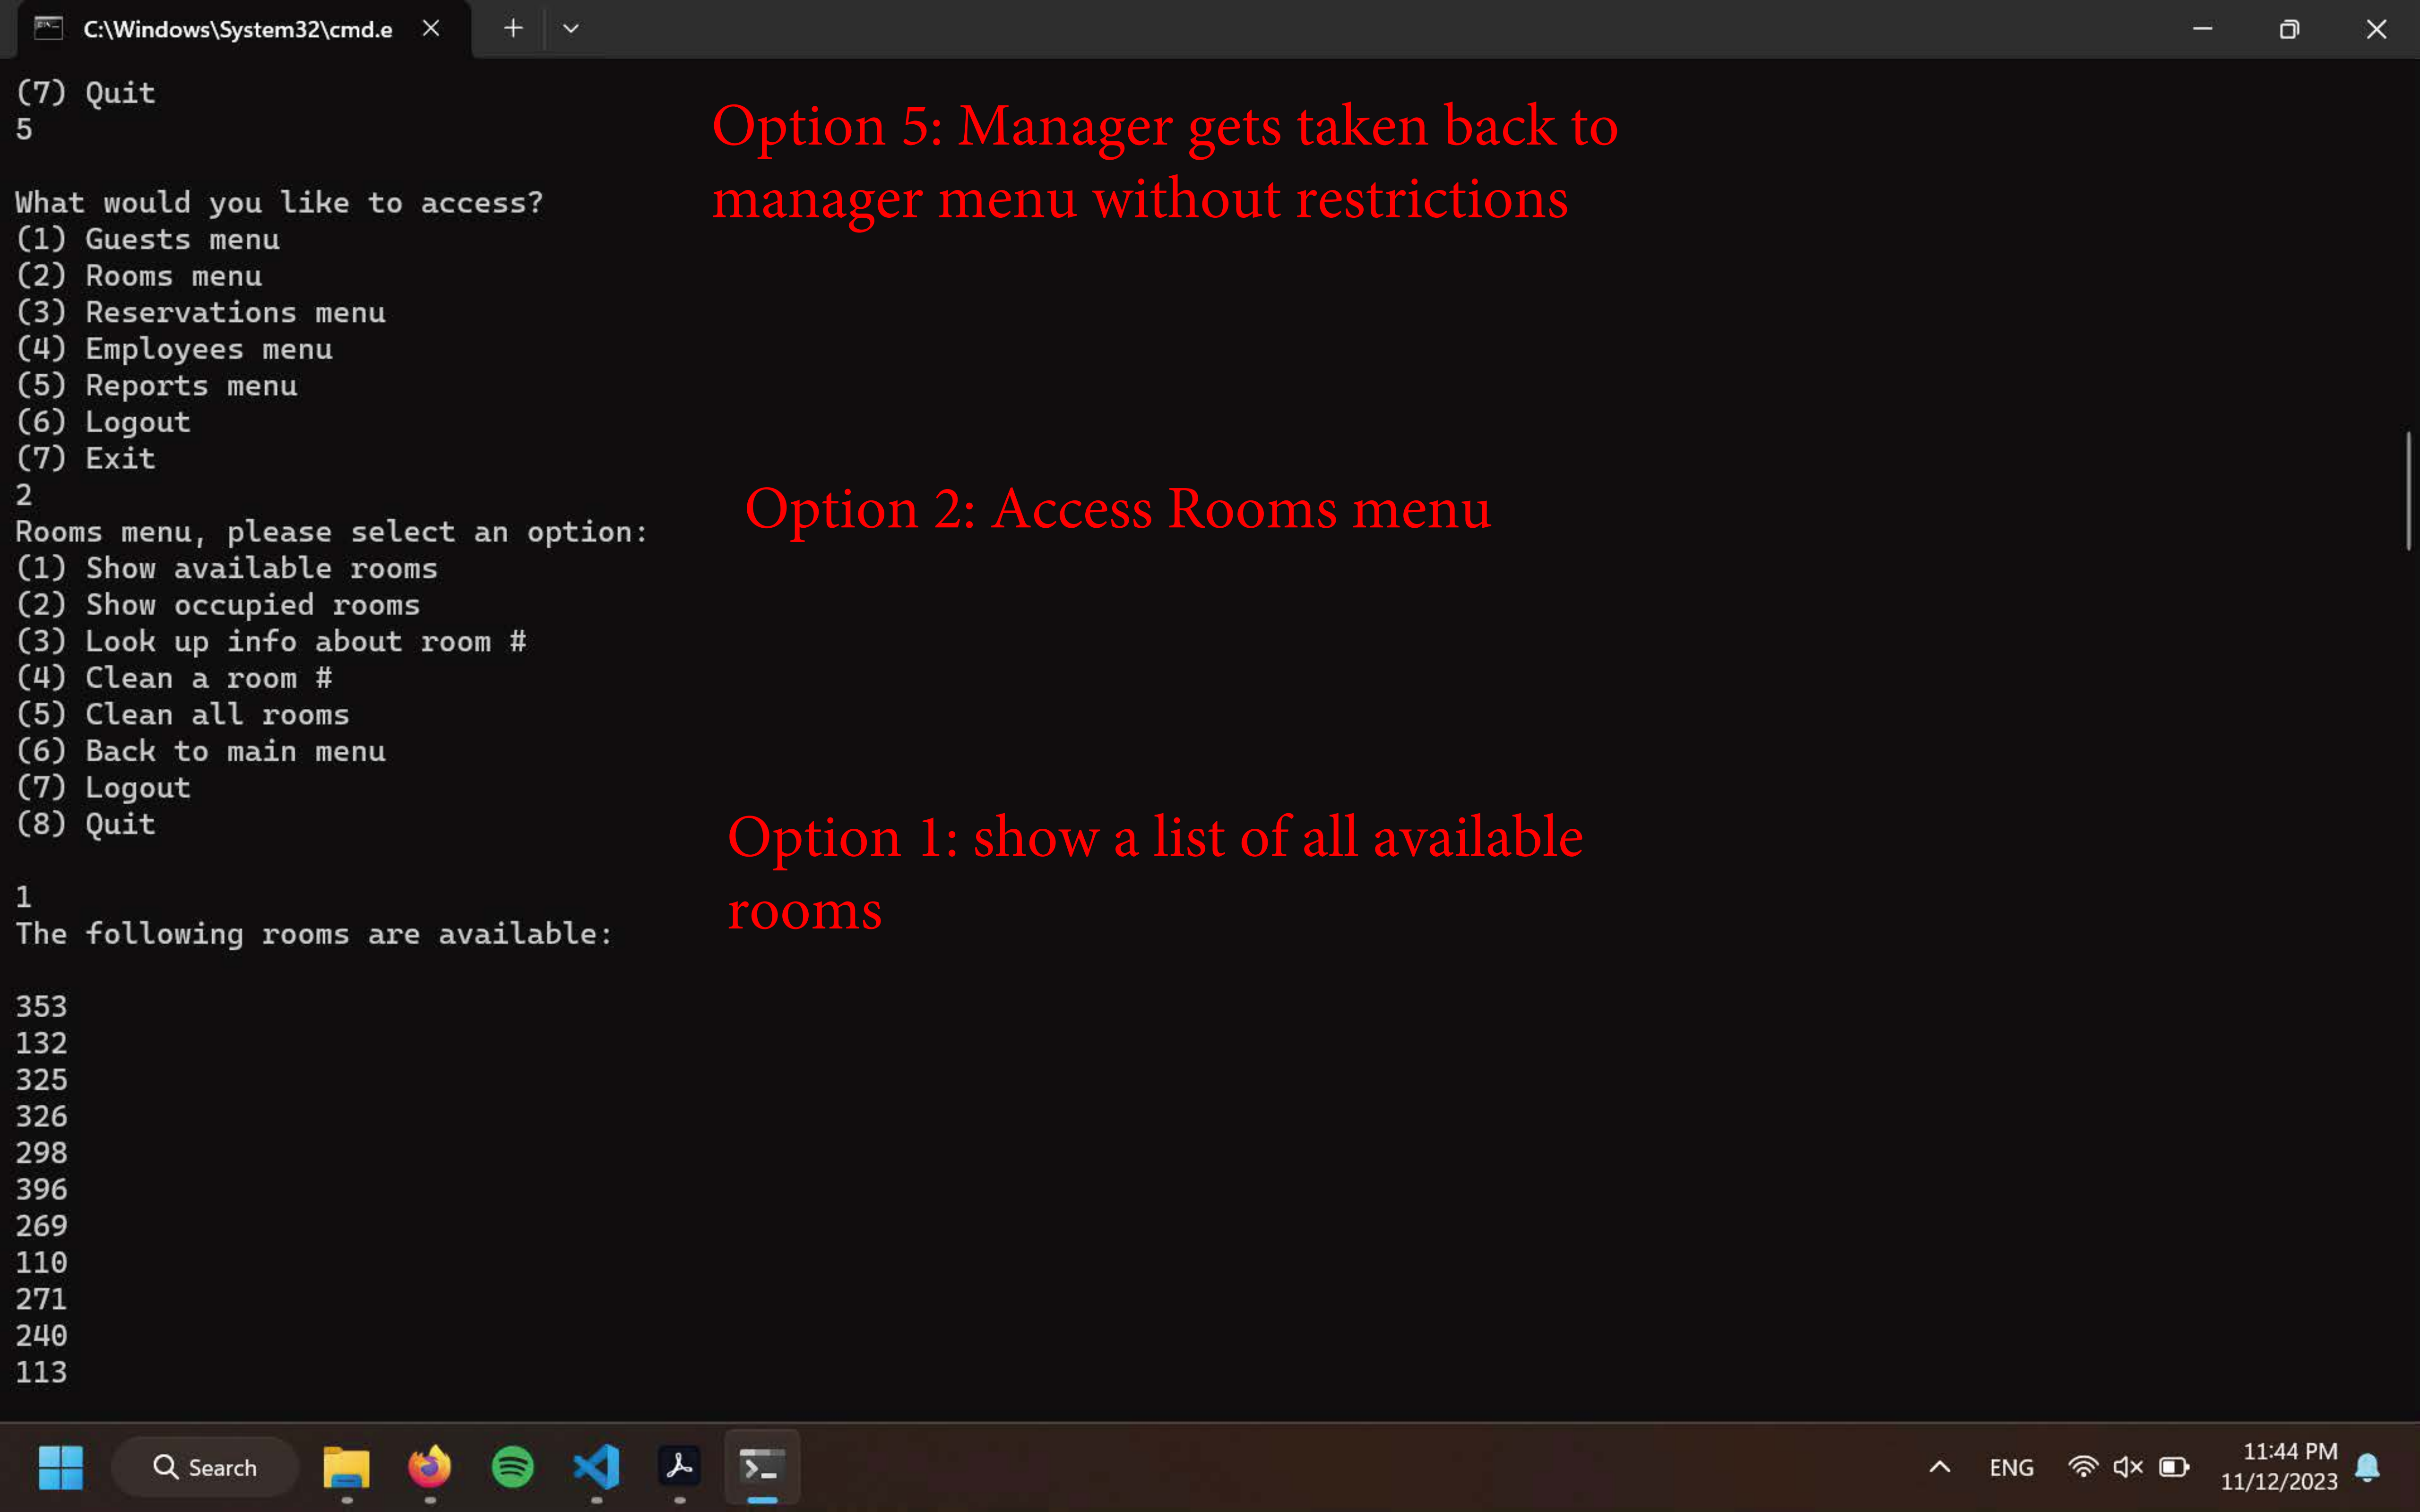 C:\Windows\System32\cmd.e
(7) Quit
5
Option 5: Manager gets taken back to
manager menu without restrictions
What would you like to access?
(1) Guests menu
(2) Rooms menu
(3) Reservations menu
(4) Employees menu
(5) Reports menu
(6) Logout
(7) Exit
2
Option 2: Access Rooms menu
Rooms menu, please select an option:
(1) Show available rooms
(2) Show occupied rooms
(3) Look up info about room #
(4) Clean a room #
(5) Clean all rooms
(6) Back to main menu
(7) Logout
(8) Quit
Option 1: show a list of all available
rooms
1
The following rooms are available:
353
132
325
326
298
396
269
110
271
240
113
Search
ENG
11:44 PM
11/12/2023